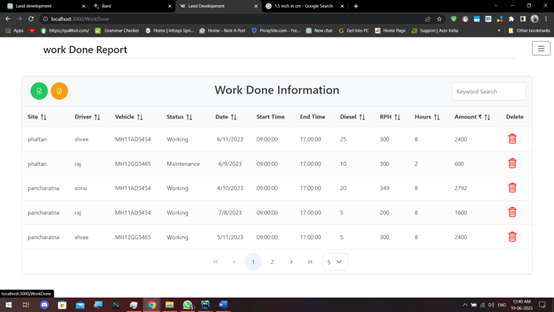 Land development
Bard
Land Development
1.5 inch in cm - Google Search
localhost:3000/WorkDone
Apps
https://quillbot.com/
Grammar Checker
Home | Infosys Sprin...
Home - Rent A Port
ProxySite.com - Free...
New chat
Get Into PC
Home Page
Support | Acer India
Other bookmarks
work Done Report
Work Done Information
Keyword Search
Site Driver Vehicle Status Date Start Time End Time Diesel RPH Hours Amount ₹ Delete
phaltan shree MH11AD5454 Working 6/11/2023 09:00:00 17:00:00 25 300 8 2400
phaltan raj MH12GG5465 Maintenance 6/9/2023 09:00:00 17:00:00 10 300 2 600
pancharatna sonu MH11AD5454 Working 4/10/2023 09:00:00 17:00:00 20 349 8 2792
pancharatna raj MH11AD5454 Working 7/8/2023 09:00:00 17:00:00 5 200 8 1600
pancharatna shree MH12GG5465 Working 5/11/2023 09:00:00 17:00:00 5 300 8 2400
« ‹ 1 2 › » 5
localhost:3000/WorkDone
12:40 AM
19-06-2023